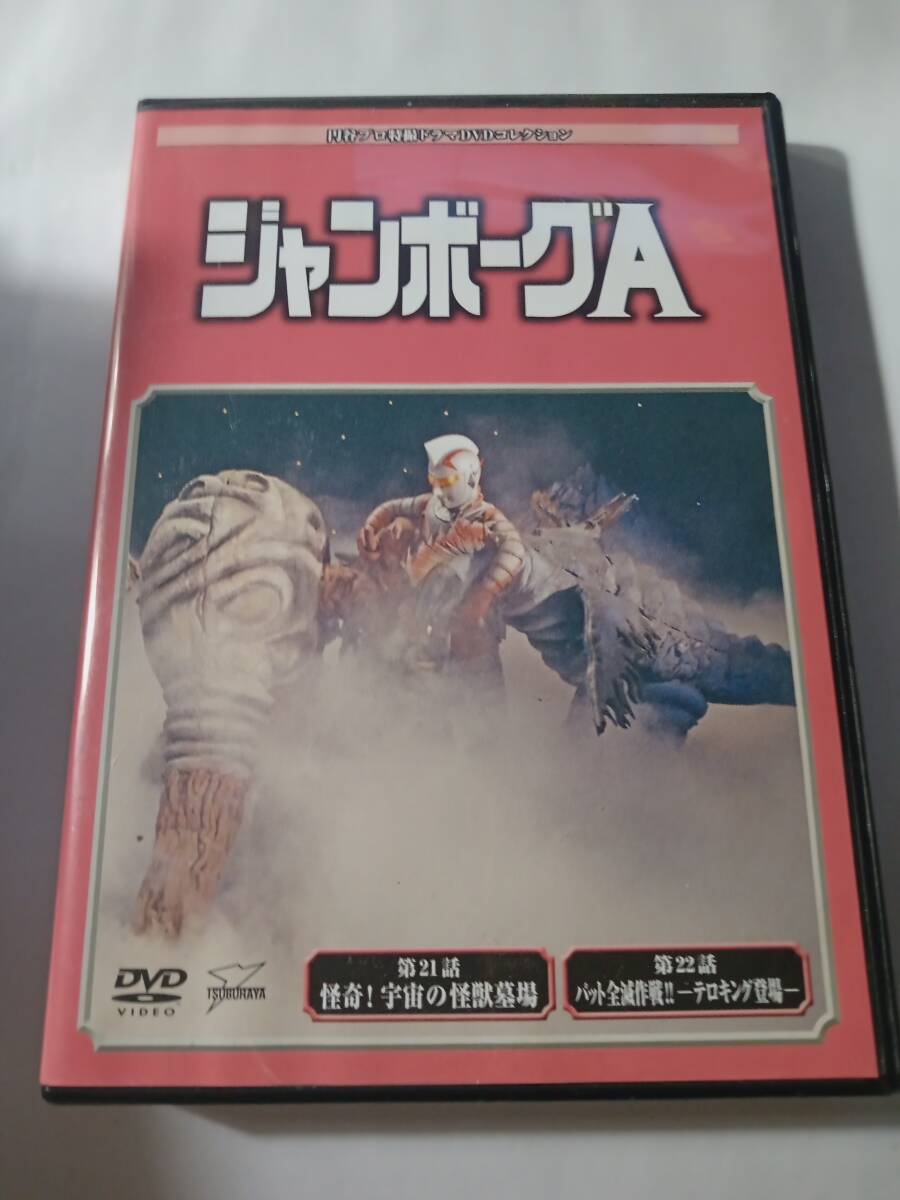 円谷プロ特撮ドラマDVDコレクション
ジャンボーグA
第21話
怪奇!宇宙の怪獣墓場
第22話
パット全滅作戦!!ーテロキング登場ー
DVD
VIDEO
TSUBURAYA